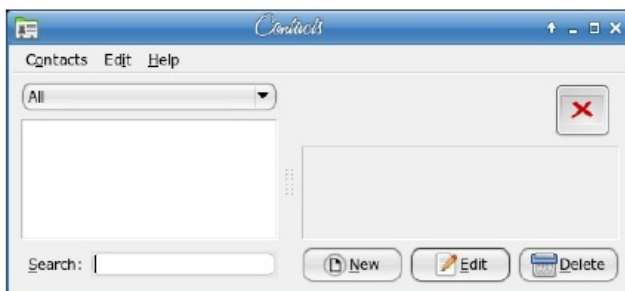 Contacts
Contacts Edit Help
All
Search:
New Edit Delete